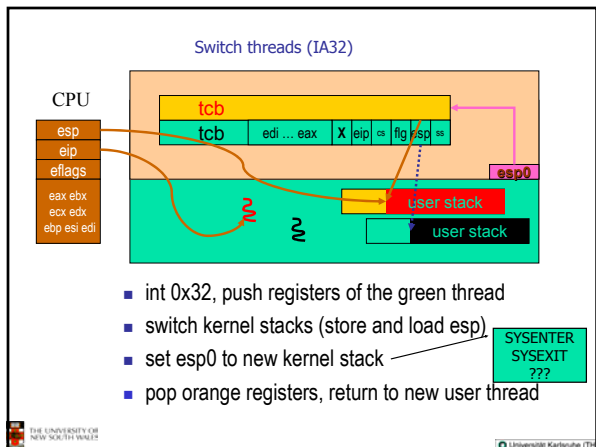 Switch threads (IA32)
CPU
esp
eip
eflags
eax ebx
ecx edx
ebp esi edi
tcb
tcb edi ... eax X eip cs flg esp ss
esp0
user stack
user stack
int 0x32, push registers of the green thread
switch kernel stacks (store and load esp)
set esp0 to new kernel stack
pop orange registers, return to new user thread
SYSENTER
SYSEXIT
???
THE UNIVERSITY OF
NEW SOUTH WALES
Universität Karlsruhe (TH)